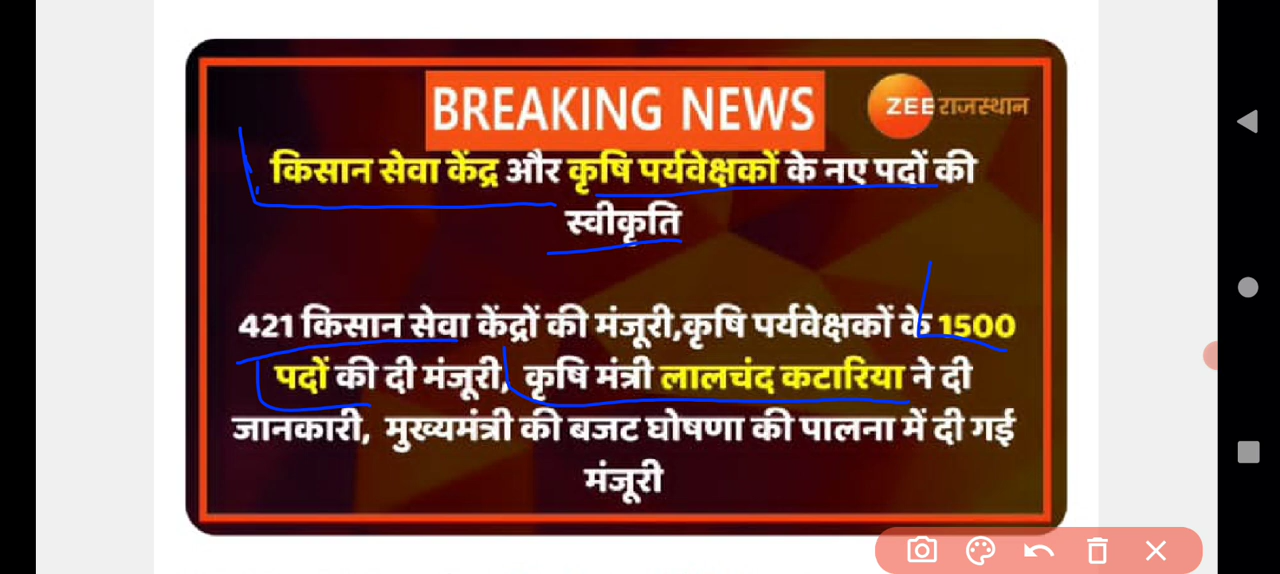 BREAKING NEWS
ZEE राजस्थान
किसान सेवा केंद्र और कृषि पर्यवेक्षकों के नए पदों की
स्वीकृति
421 किसान सेवा केंद्रों की मंजूरी,कृषि पर्यवेक्षकों के 1500
पदों की दी मंजूरी, कृषि मंत्री लालचंद कटारिया ने दी
जानकारी, मुख्यमंत्री की बजट घोषणा की पालना में दी गई
मंजूरी